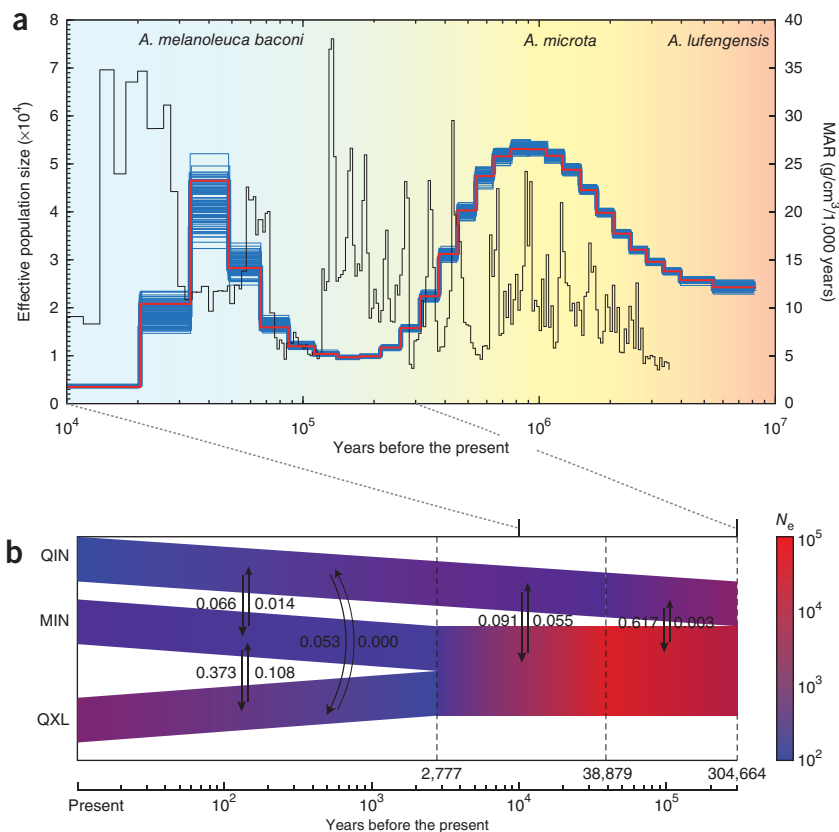 a
A. melanoleuca baconi A. microta A. lufengensis
Effective population size (×10⁴)
8
7
6
5
4
3
2
1
0
40
35
30
25
20
15
10
5
0
MAR (g/cm³/1,000 years)
10⁴ 10⁵ 10⁶ 10⁷
Years before the present
b
QIN
MIN
QXL
0.066 0.014
0.053 0.000
0.373 0.108
0.091 0.055
0.617 0.003
2,777 38,879 304,664
Present 10² 10³ 10⁴ 10⁵
Years before the present
Nₑ
10⁵
10⁴
10³
10²